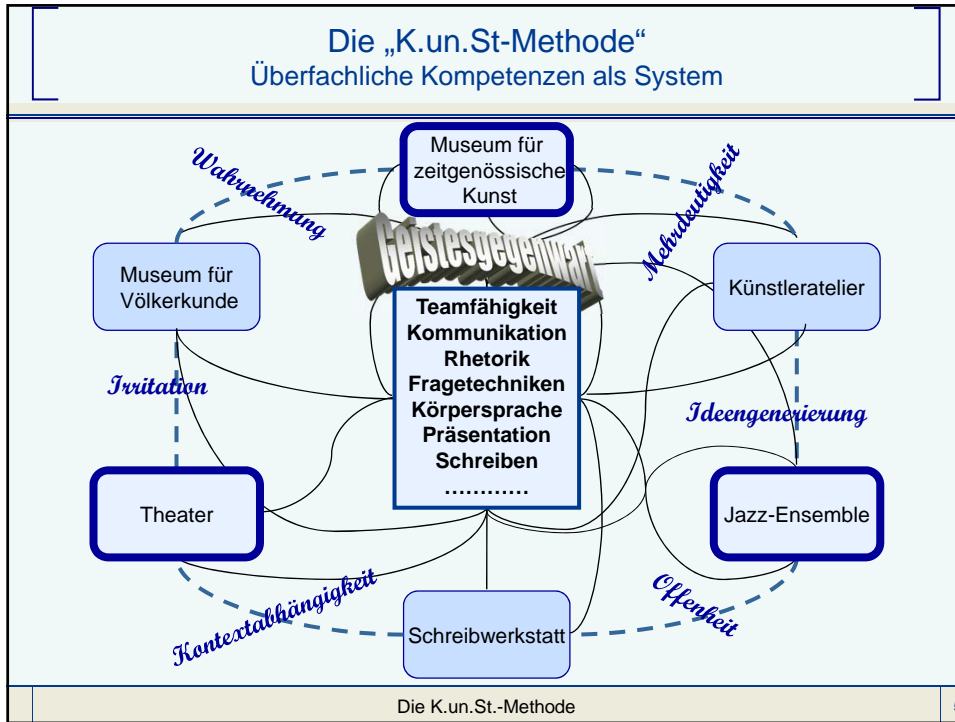 Die „K.un.St-Methode“
Überfachliche Kompetenzen als System
Wahrnehmung
Museum für
zeitgenössische
Kunst
Mehrdeutigkeit
Geistesgegenwart
Museum für
Völkerkunde
Künstleratelier
Teamfähigkeit
Kommunikation
Rhetorik
Fragetechniken
Körpersprache
Präsentation
Schreiben
…………
Irritation
Ideengenerierung
Theater
Jazz-Ensemble
Kontextabhängigkeit
Schreibwerkstatt
Offenheit
Die K.un.St.-Methode